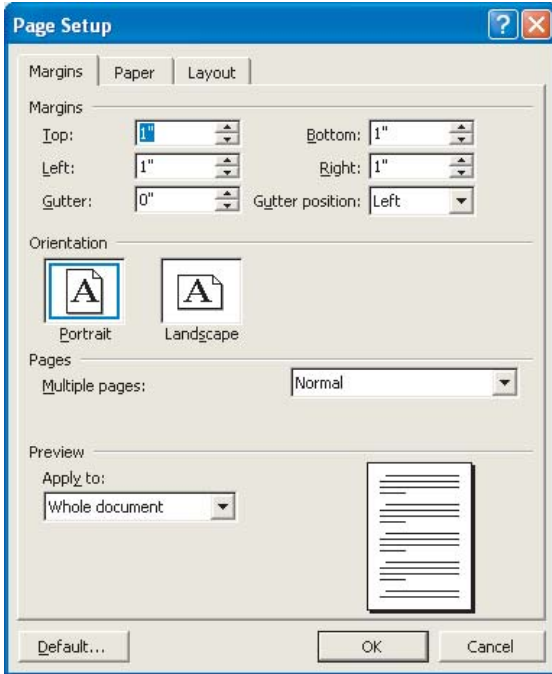 Page Setup
Margins Paper Layout
Margins
Top: 1" Bottom: 1"
Left: 1" Right: 1"
Gutter: 0" Gutter position: Left
Orientation
A A
Portrait Landscape
Pages
Multiple pages: Normal
Preview
Apply to:
Whole document
Default... OK Cancel